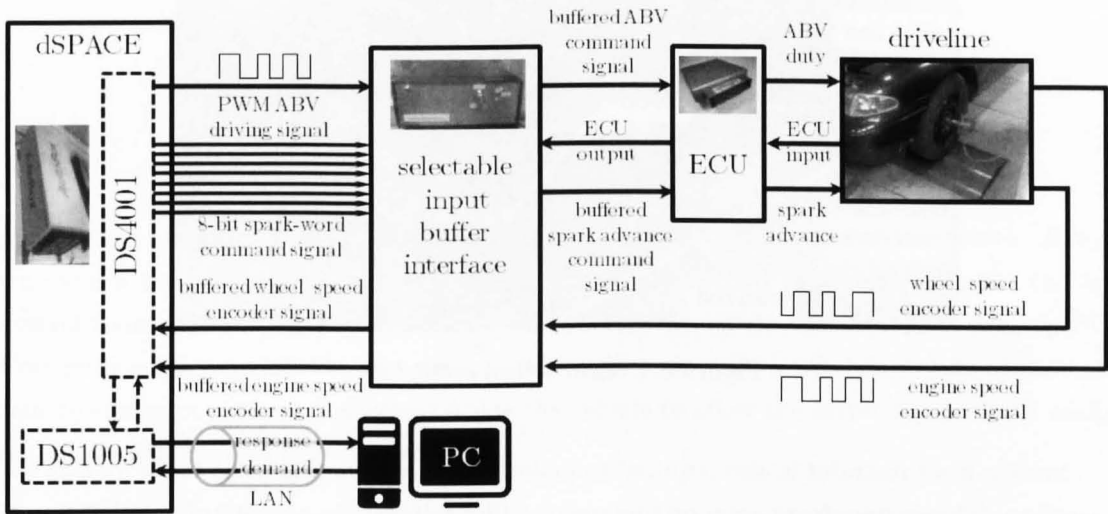 dSPACE
DS4001
DS1005
PWM ABV
driving signal
8-bit spark-word
command signal
buffered wheel speed
encoder signal
buffered engine speed
encoder signal
response
demand
LAN
PC
selectable
input
buffer
interface
buffered ABV
command
signal
ECU
output
buffered
spark advance
command
signal
ECU
ABV
duty
ECU
input
spark
advance
driveline
wheel speed
encoder signal
engine speed
encoder signal